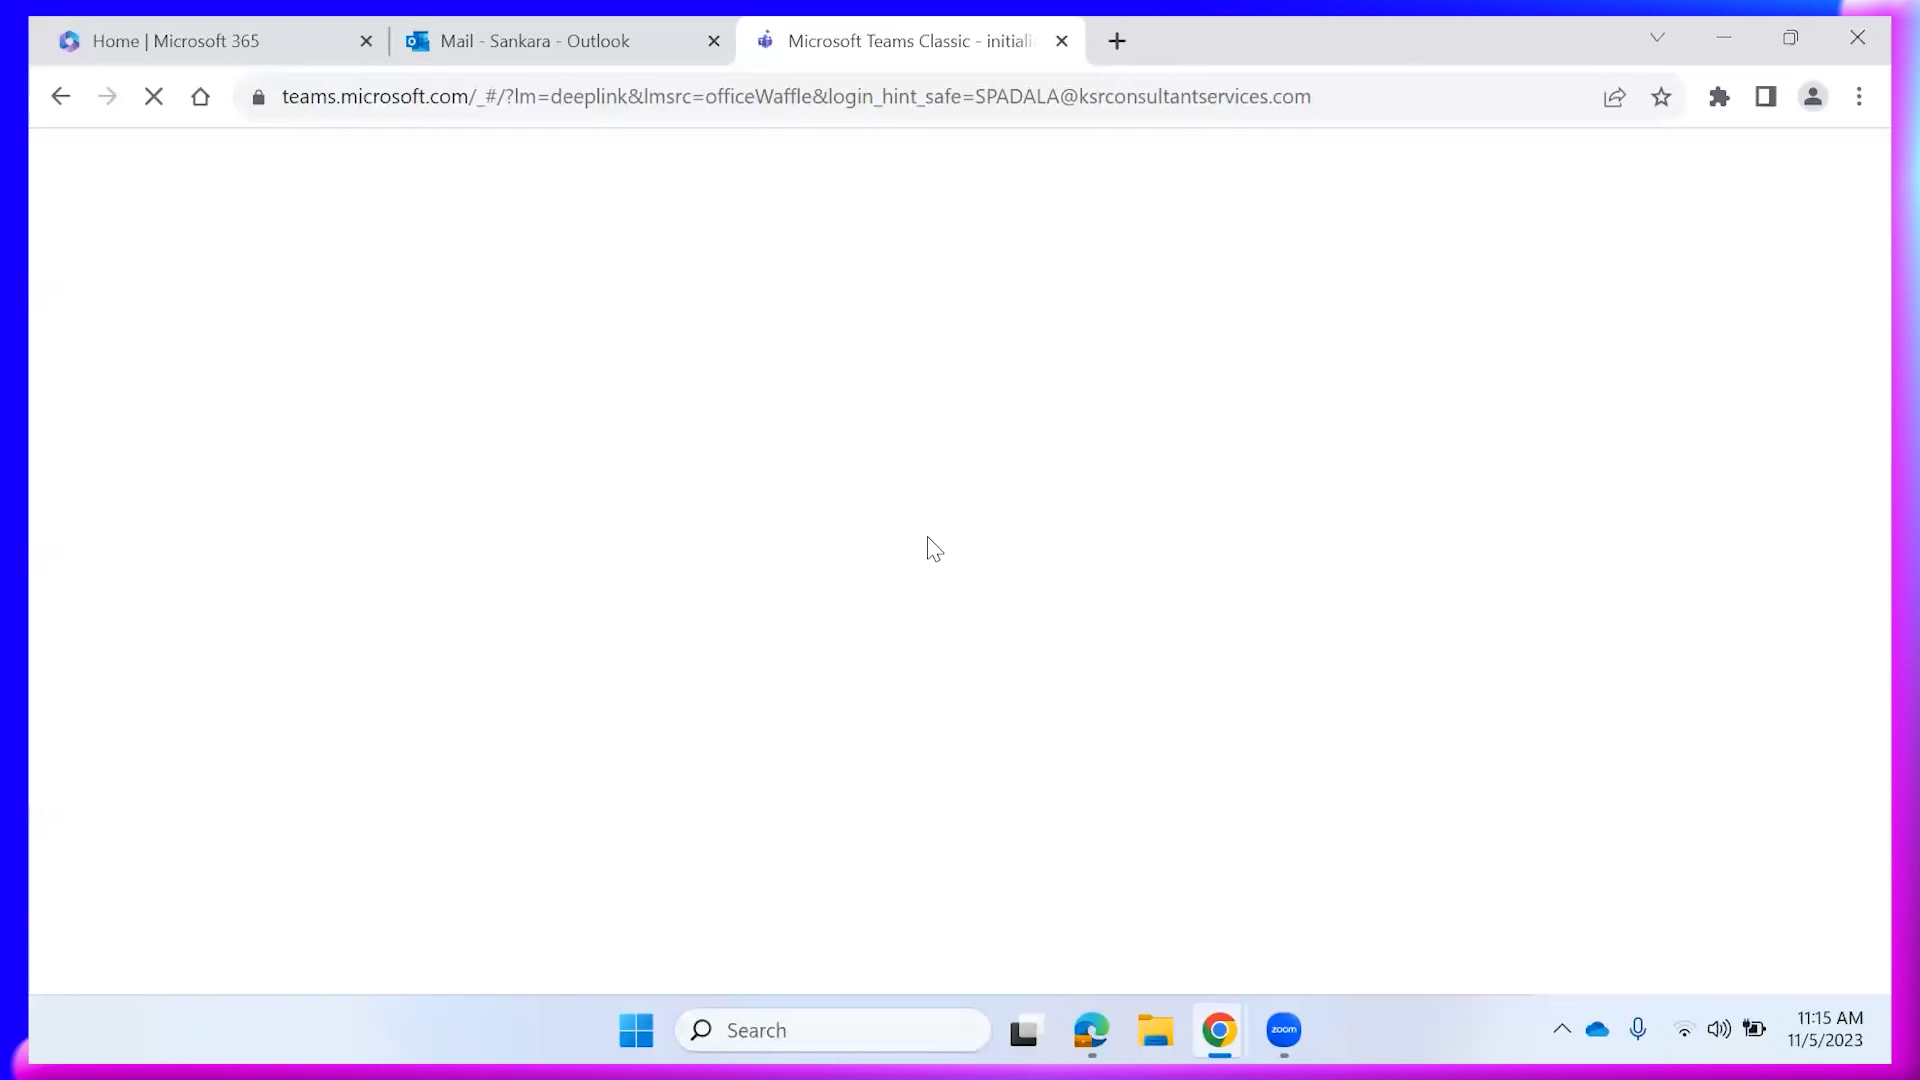 Home | Microsoft 365
Mail - Sankara - Outlook
Microsoft Teams Classic - initiali
teams.microsoft.com/_#/?lm=deeplink&lmsrc=officeWaffle&login_hint_safe=SPADALA@ksrconsultantservices.com
Search
zoom
11:15 AM
11/5/2023